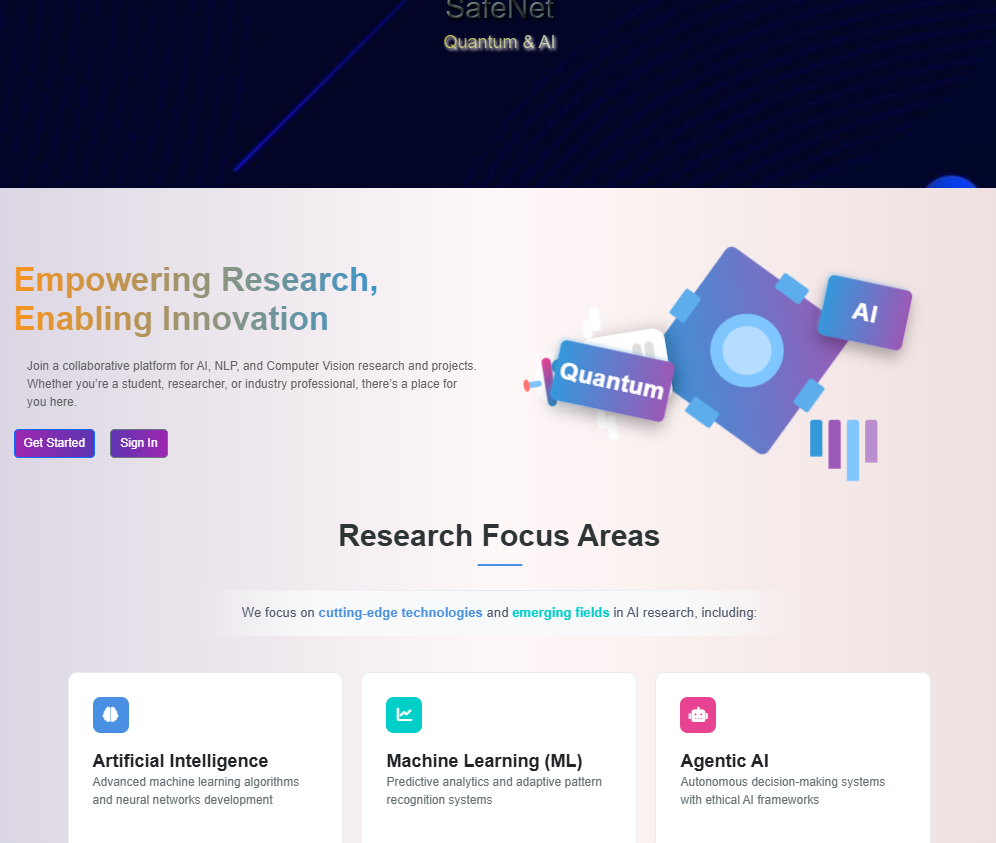 SafeNet
Quantum & AI
Empowering Research,
Enabling Innovation
Join a collaborative platform for AI, NLP, and Computer Vision research and projects.
Whether you’re a student, researcher, or industry professional, there’s a place for
you here.
Get Started
Sign In
AI
Quantum
Research Focus Areas
We focus on cutting-edge technologies and emerging fields in AI research, including:
Artificial Intelligence
Advanced machine learning algorithms
and neural networks development
Machine Learning (ML)
Predictive analytics and adaptive pattern
recognition systems
Agentic AI
Autonomous decision-making systems
with ethical AI frameworks